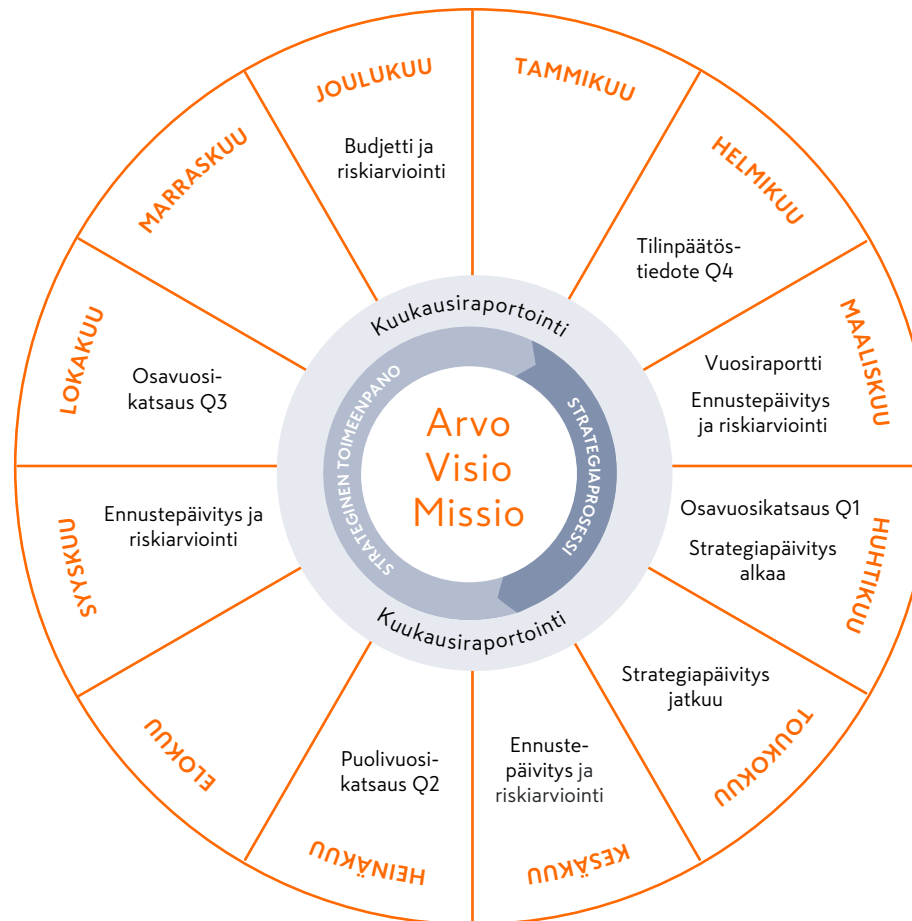 TAMMIKUU
HELMIKUU
Tilinpäätös-
tiedote Q4
MAALISKUU
Vuosiraportti
Ennustepäivitys
ja riskiarviointi
HUHTIKUU
Osavuosikatsaus Q1
Strategiapäivitys
alkaa
TOUKOKUU
Strategiapäivitys
jatkuu
KESÄKUU
Ennuste-
päivitys ja
riskiarviointi
HEINÄKUU
Puolivuosi-
katsaus Q2
ELOKUU
SYYSKUU
Ennustepäivitys ja
riskiarviointi
LOKAKUU
Osavuosi-
katsaus Q3
MARRASKUU
JOULUKUU
Budjetti ja
riskiarviointi
Kuukausiraportointi
STRATEGIAPROSESSI
STRATEGINEN TOIMEENPANO
Arvo
Visio
Missio
Kuukausiraportointi